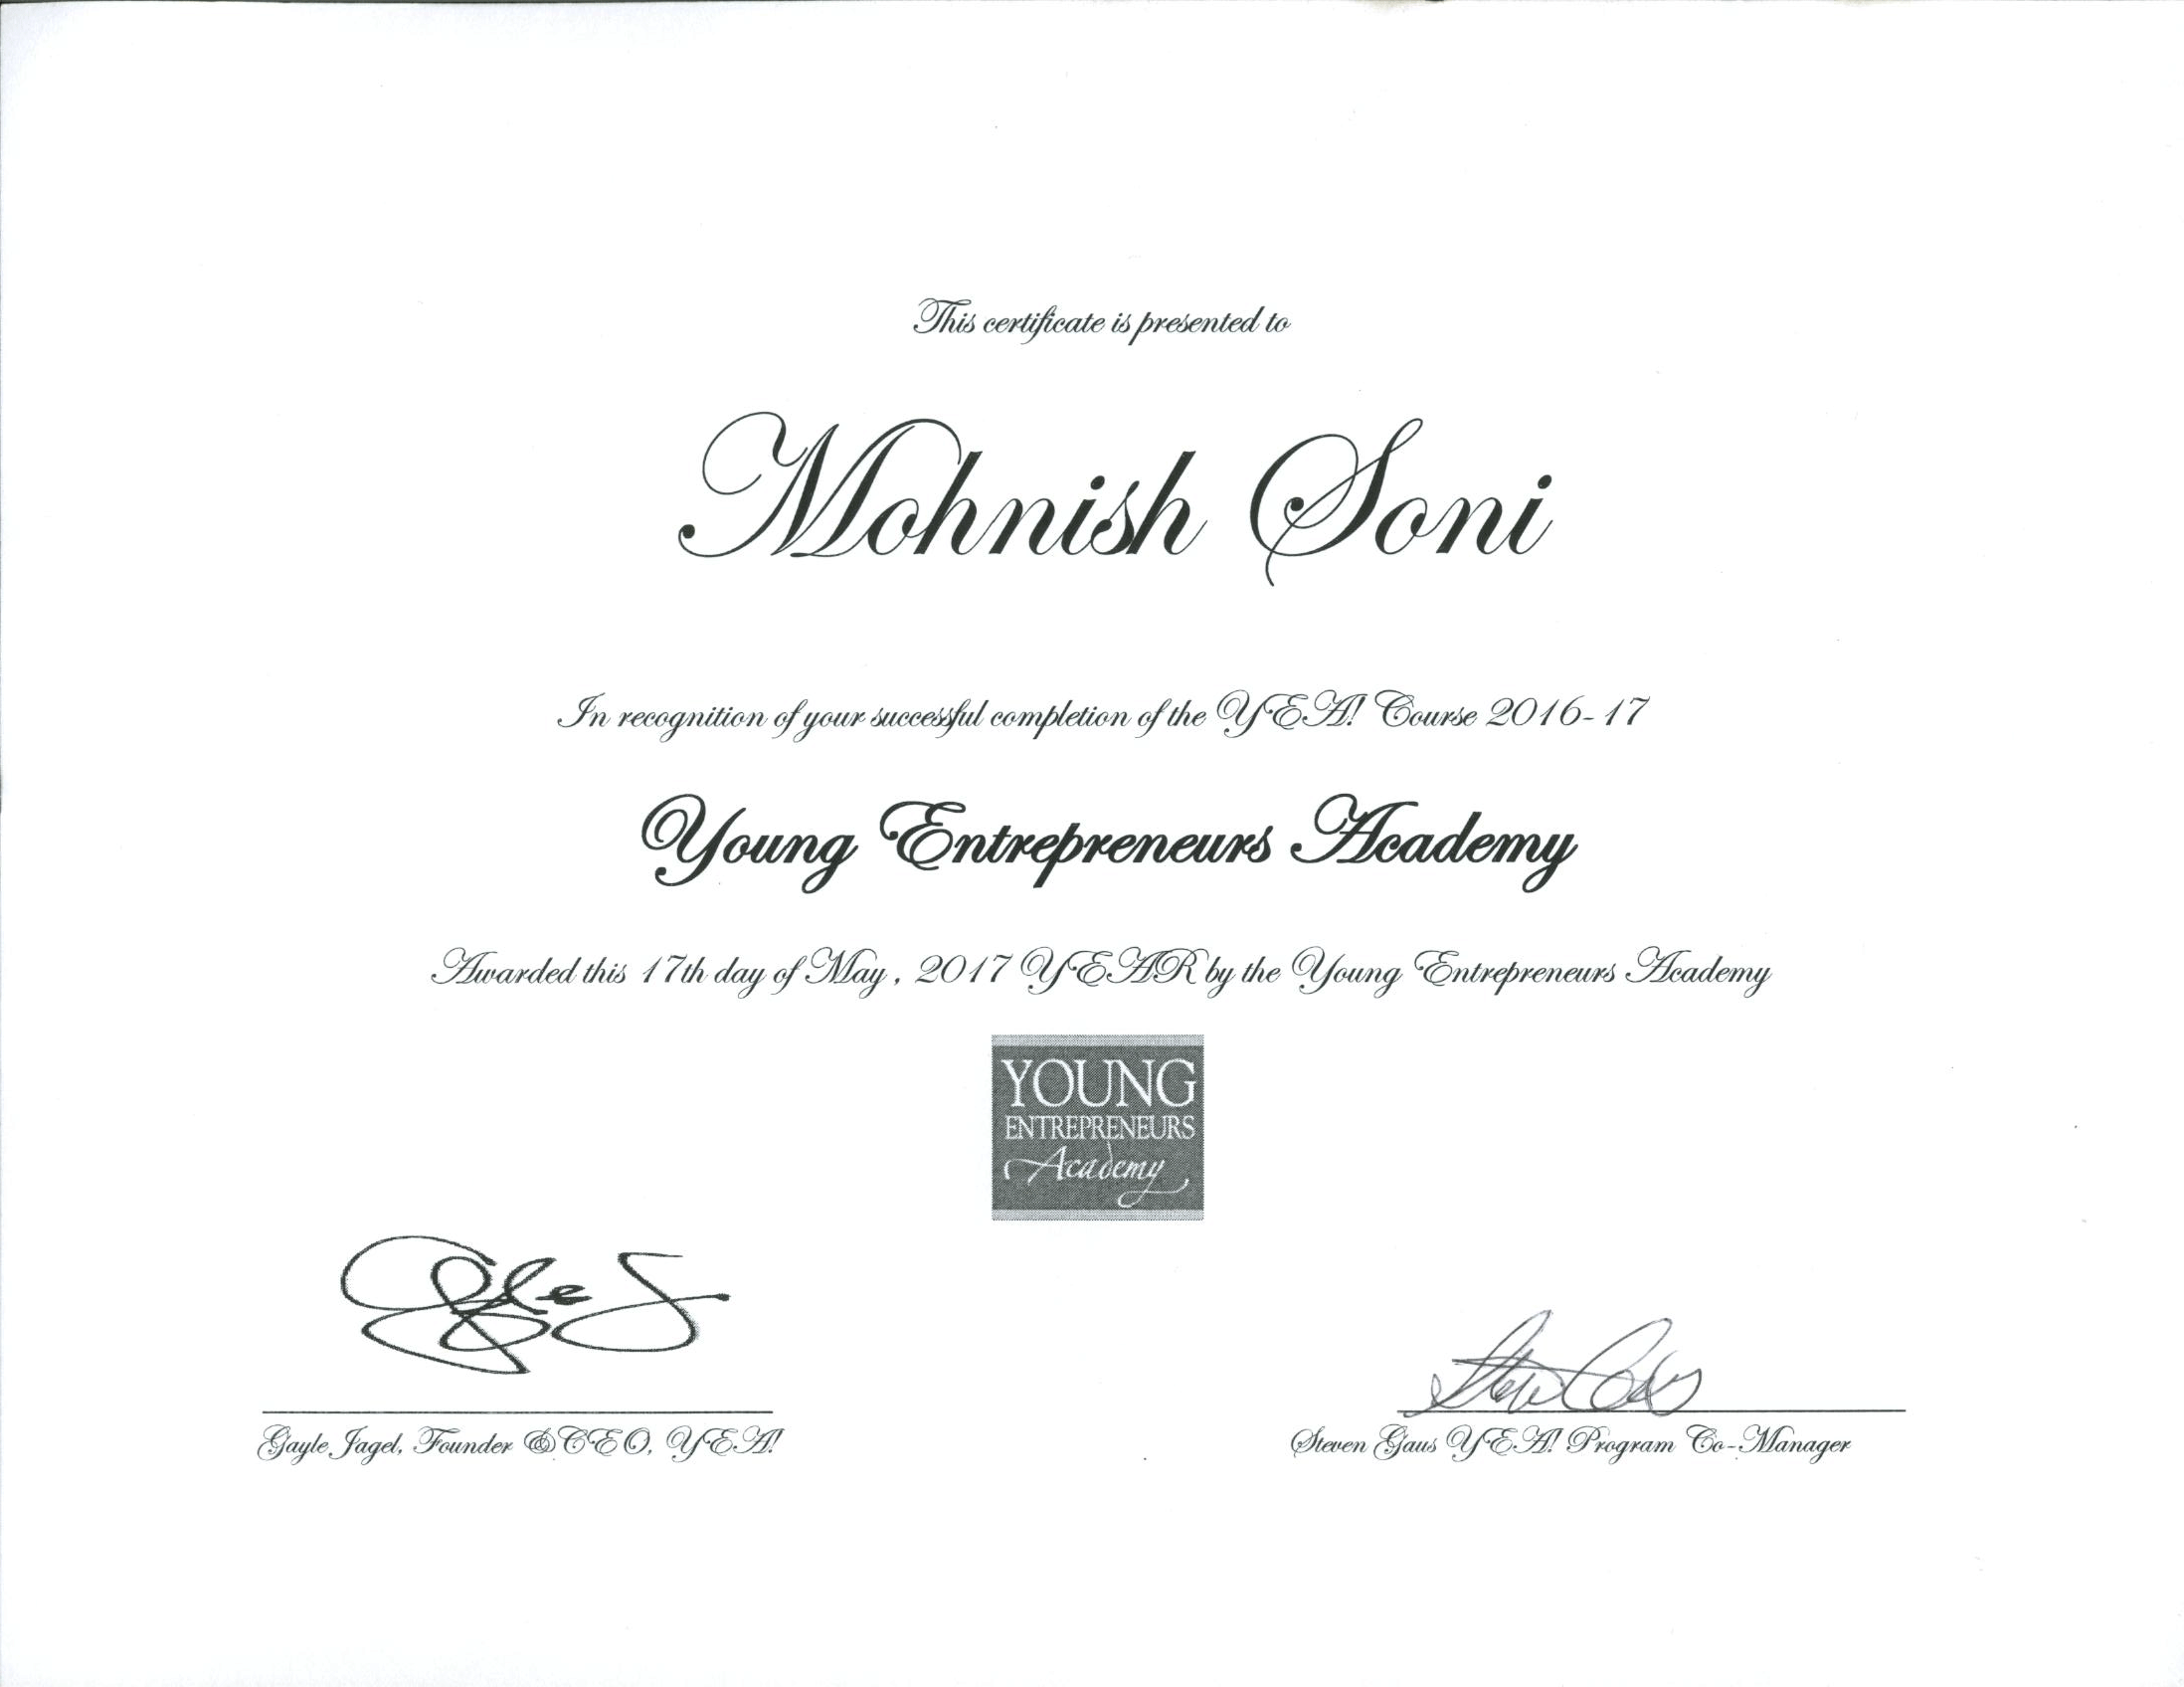 This certificate is presented to
Mohnish Soni
In recognition of your successful completion of the YEA! Course 2016-17
Young Entrepreneurs Academy
Awarded this 17th day of May, 2017 YEAR by the Young Entrepreneurs Academy
YOUNG
ENTREPRENEURS
Academy
Gayle Jagel, Founder & CEO, YEA!
Steven Gaus YEA! Program Co-Manager